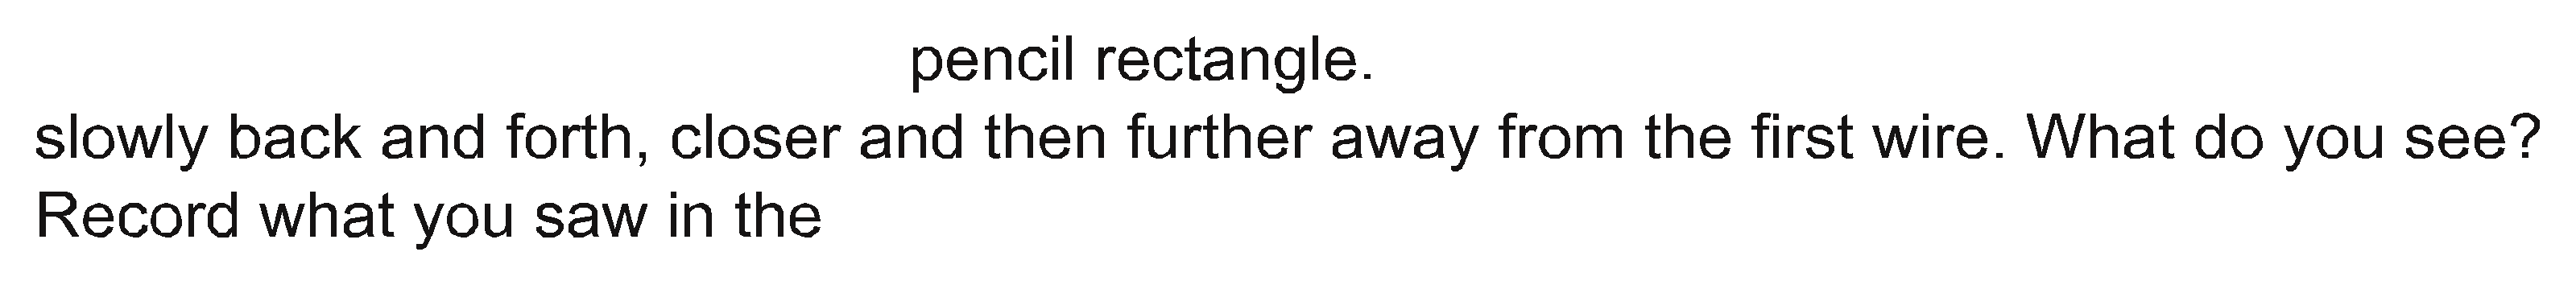 pencil rectangle.
slowly back and forth, closer and then further away from the first wire. What do you see?
Record what you saw in the